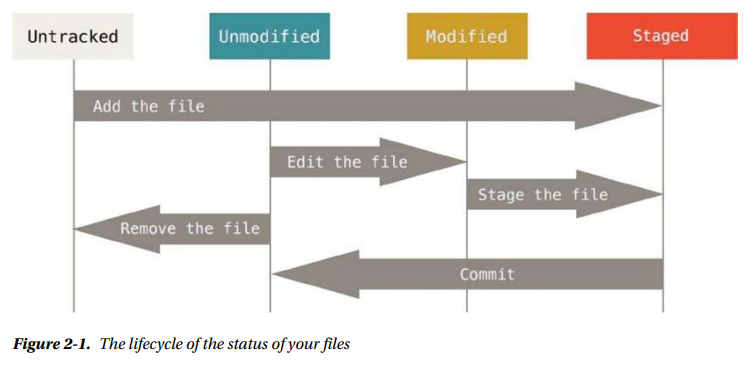 Untracked
Unmodified
Modified
Staged
Add the file
Edit the file
Stage the file
Remove the file
Commit
Figure 2-1. The lifecycle of the status of your files